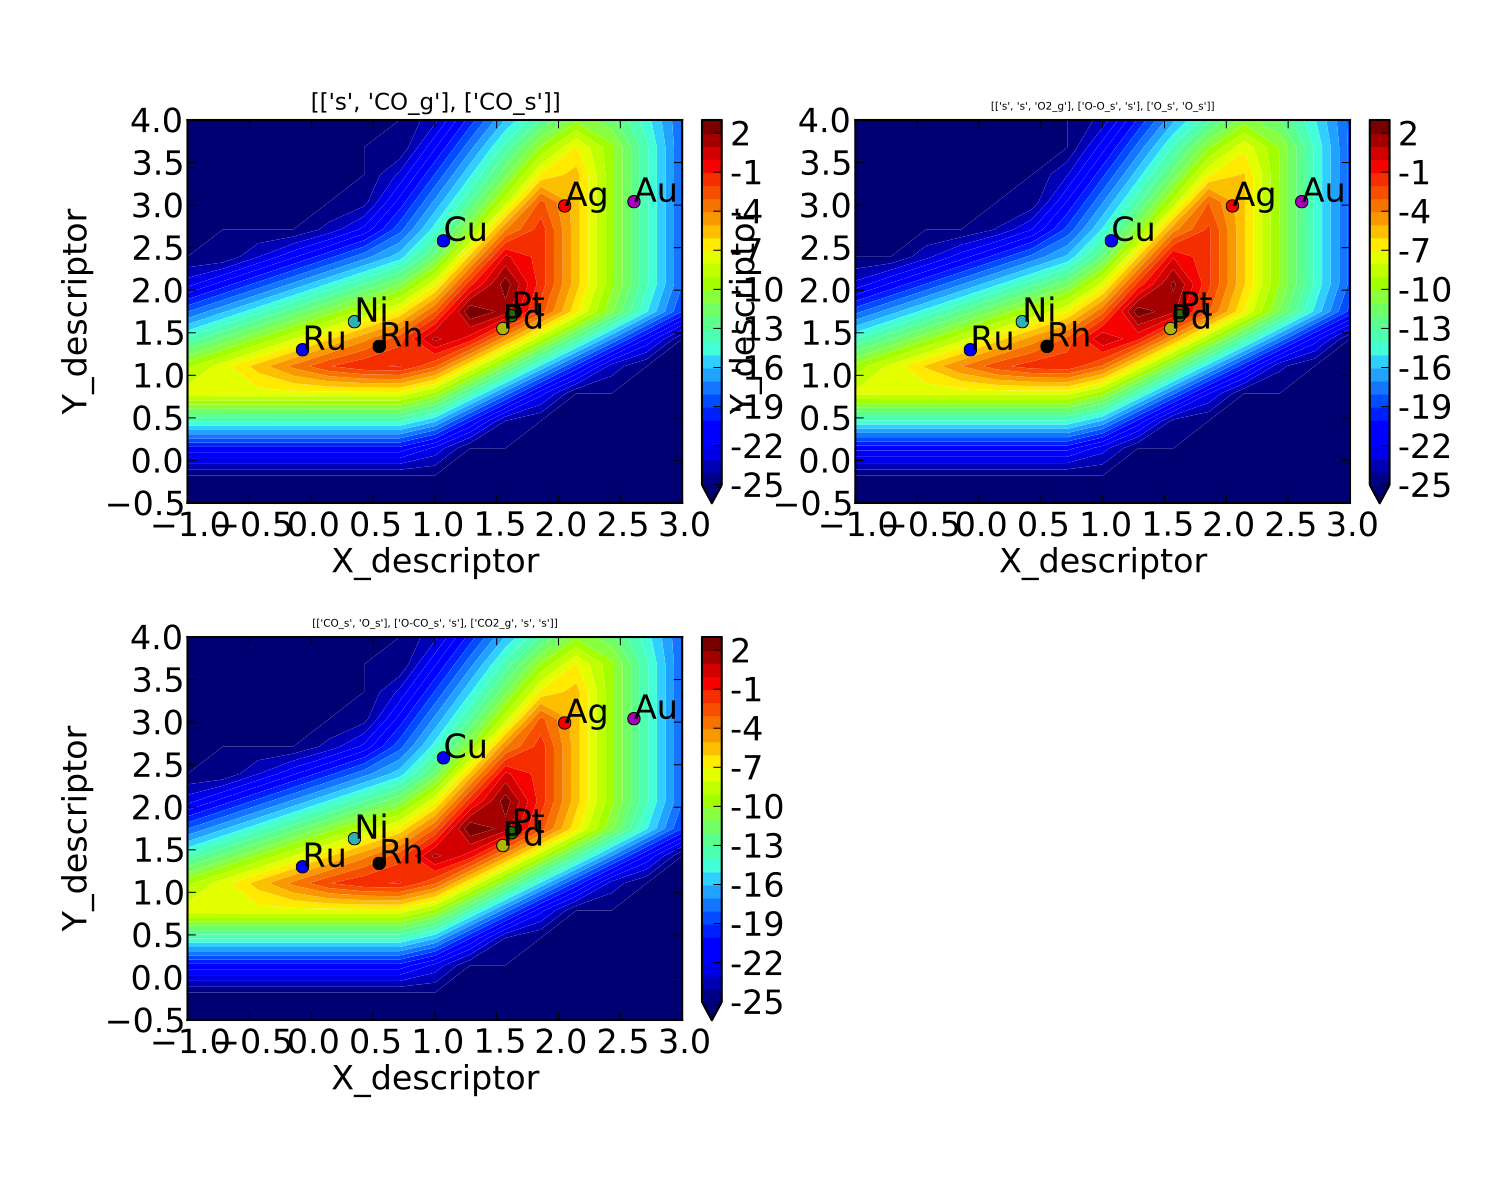 [['s', 'CO_g'], ['CO_s']]
4.0
3.5
3.0
2.5
2.0
1.5
1.0
0.5
0.0
−0.5
−1.0 −0.5 0.0 0.5 1.0 1.5 2.0 2.5 3.0
X_descriptor
Y_descriptor
Ag
Au
Cu
Ni
Pt
Pd
Ru
Rh
2
-1
-4
-7
-10
-13
-16
-19
-22
-25
[['s', 's', 'O2_g'], ['O-O_s', 's'], ['O_s', 'O_s']]
4.0
3.5
3.0
2.5
2.0
1.5
1.0
0.5
0.0
−0.5
−1.0 −0.5 0.0 0.5 1.0 1.5 2.0 2.5 3.0
X_descriptor
Y_descriptor
Ag
Au
Cu
Ni
Pt
Pd
Ru
Rh
2
-1
-4
-7
-10
-13
-16
-19
-22
-25
[['CO_s', 'O_s'], ['O-CO_s', 's'], ['CO2_g', 's', 's']]
4.0
3.5
3.0
2.5
2.0
1.5
1.0
0.5
0.0
−0.5
−1.0 −0.5 0.0 0.5 1.0 1.5 2.0 2.5 3.0
X_descriptor
Y_descriptor
Ag
Au
Cu
Ni
Pt
Pd
Ru
Rh
2
-1
-4
-7
-10
-13
-16
-19
-22
-25